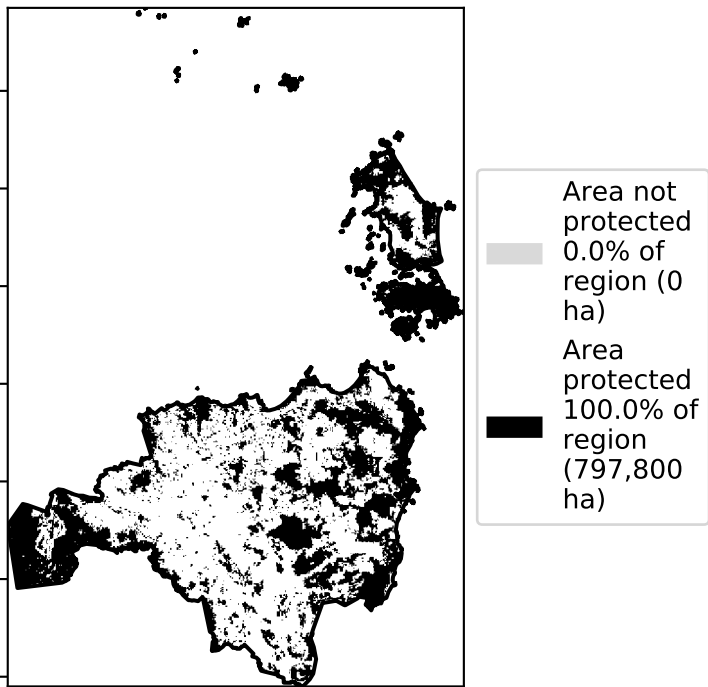 Area not
protected
0.0% of
region (0
ha)
Area
protected
100.0% of
region
(797,800
ha)